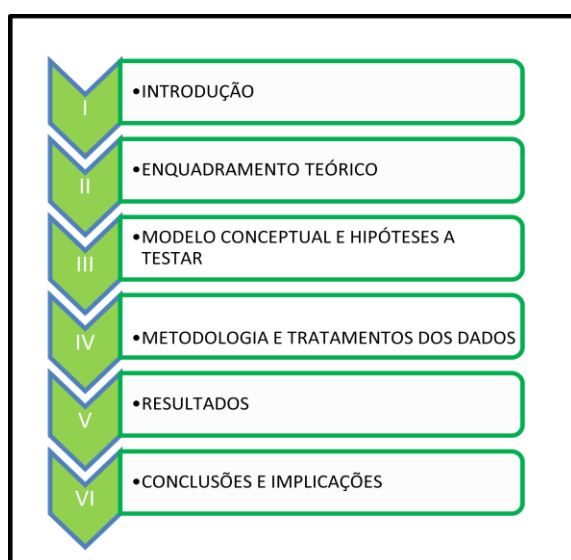 I
•INTRODUÇÃO
II
•ENQUADRAMENTO TEÓRICO
III
•MODELO CONCEPTUAL E HIPÓTESES A
TESTAR
IV
•METODOLOGIA E TRATAMENTOS DOS DADOS
V
•RESULTADOS
VI
•CONCLUSÕES E IMPLICAÇÕES